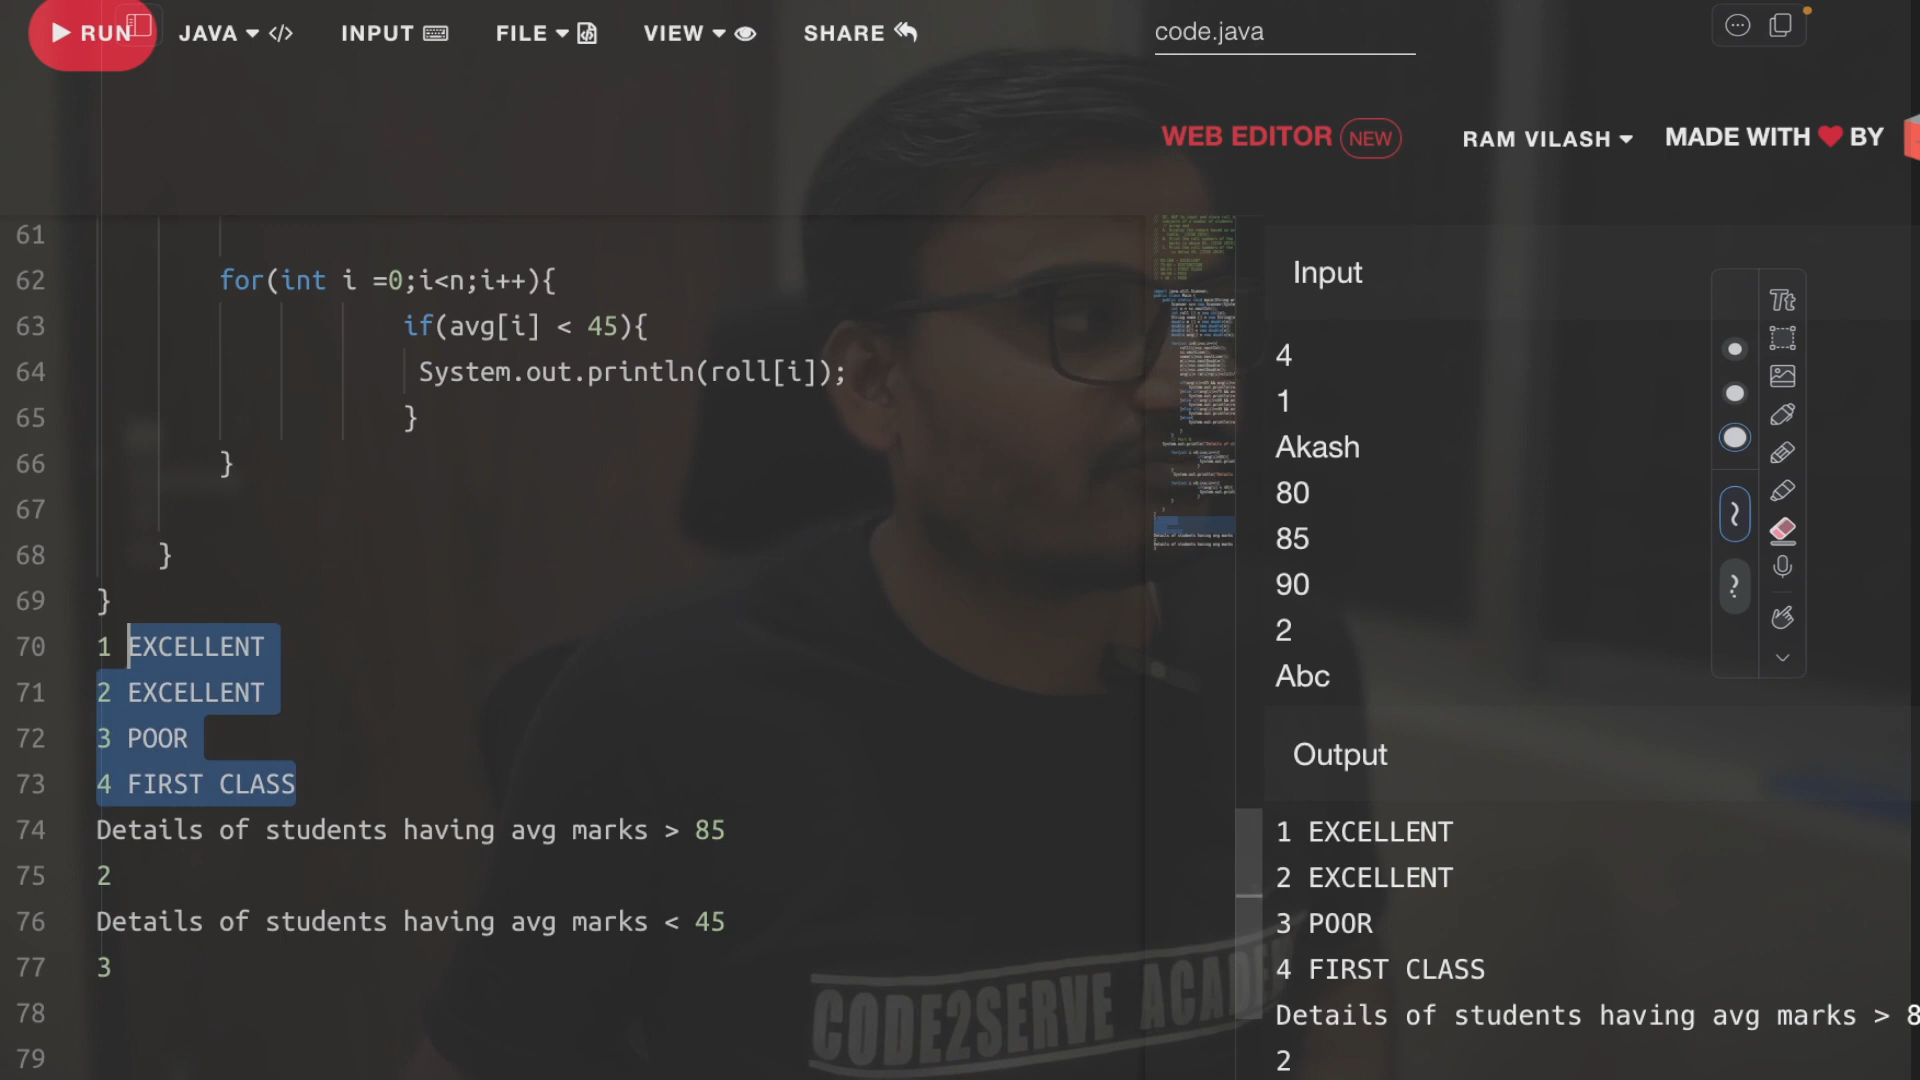 RUN JAVA INPUT FILE VIEW SHARE code.java
WEB EDITOR NEW RAM VILASH MADE WITH BY
61
62 for(int i =0;i<n;i++){
63 if(avg[i] < 45){
64 System.out.println(roll[i]);
65 }
66 }
67
68 }
69 }
70 1 EXCELLENT
71 2 EXCELLENT
72 3 POOR
73 4 FIRST CLASS
74 Details of students having avg marks > 85
75 2
76 Details of students having avg marks < 45
77 3
78
79
Input
4
1
Akash
80
85
90
2
Abc
Output
1 EXCELLENT
2 EXCELLENT
3 POOR
4 FIRST CLASS
Details of students having avg marks > 8
2
Tt
CODE2SERVE